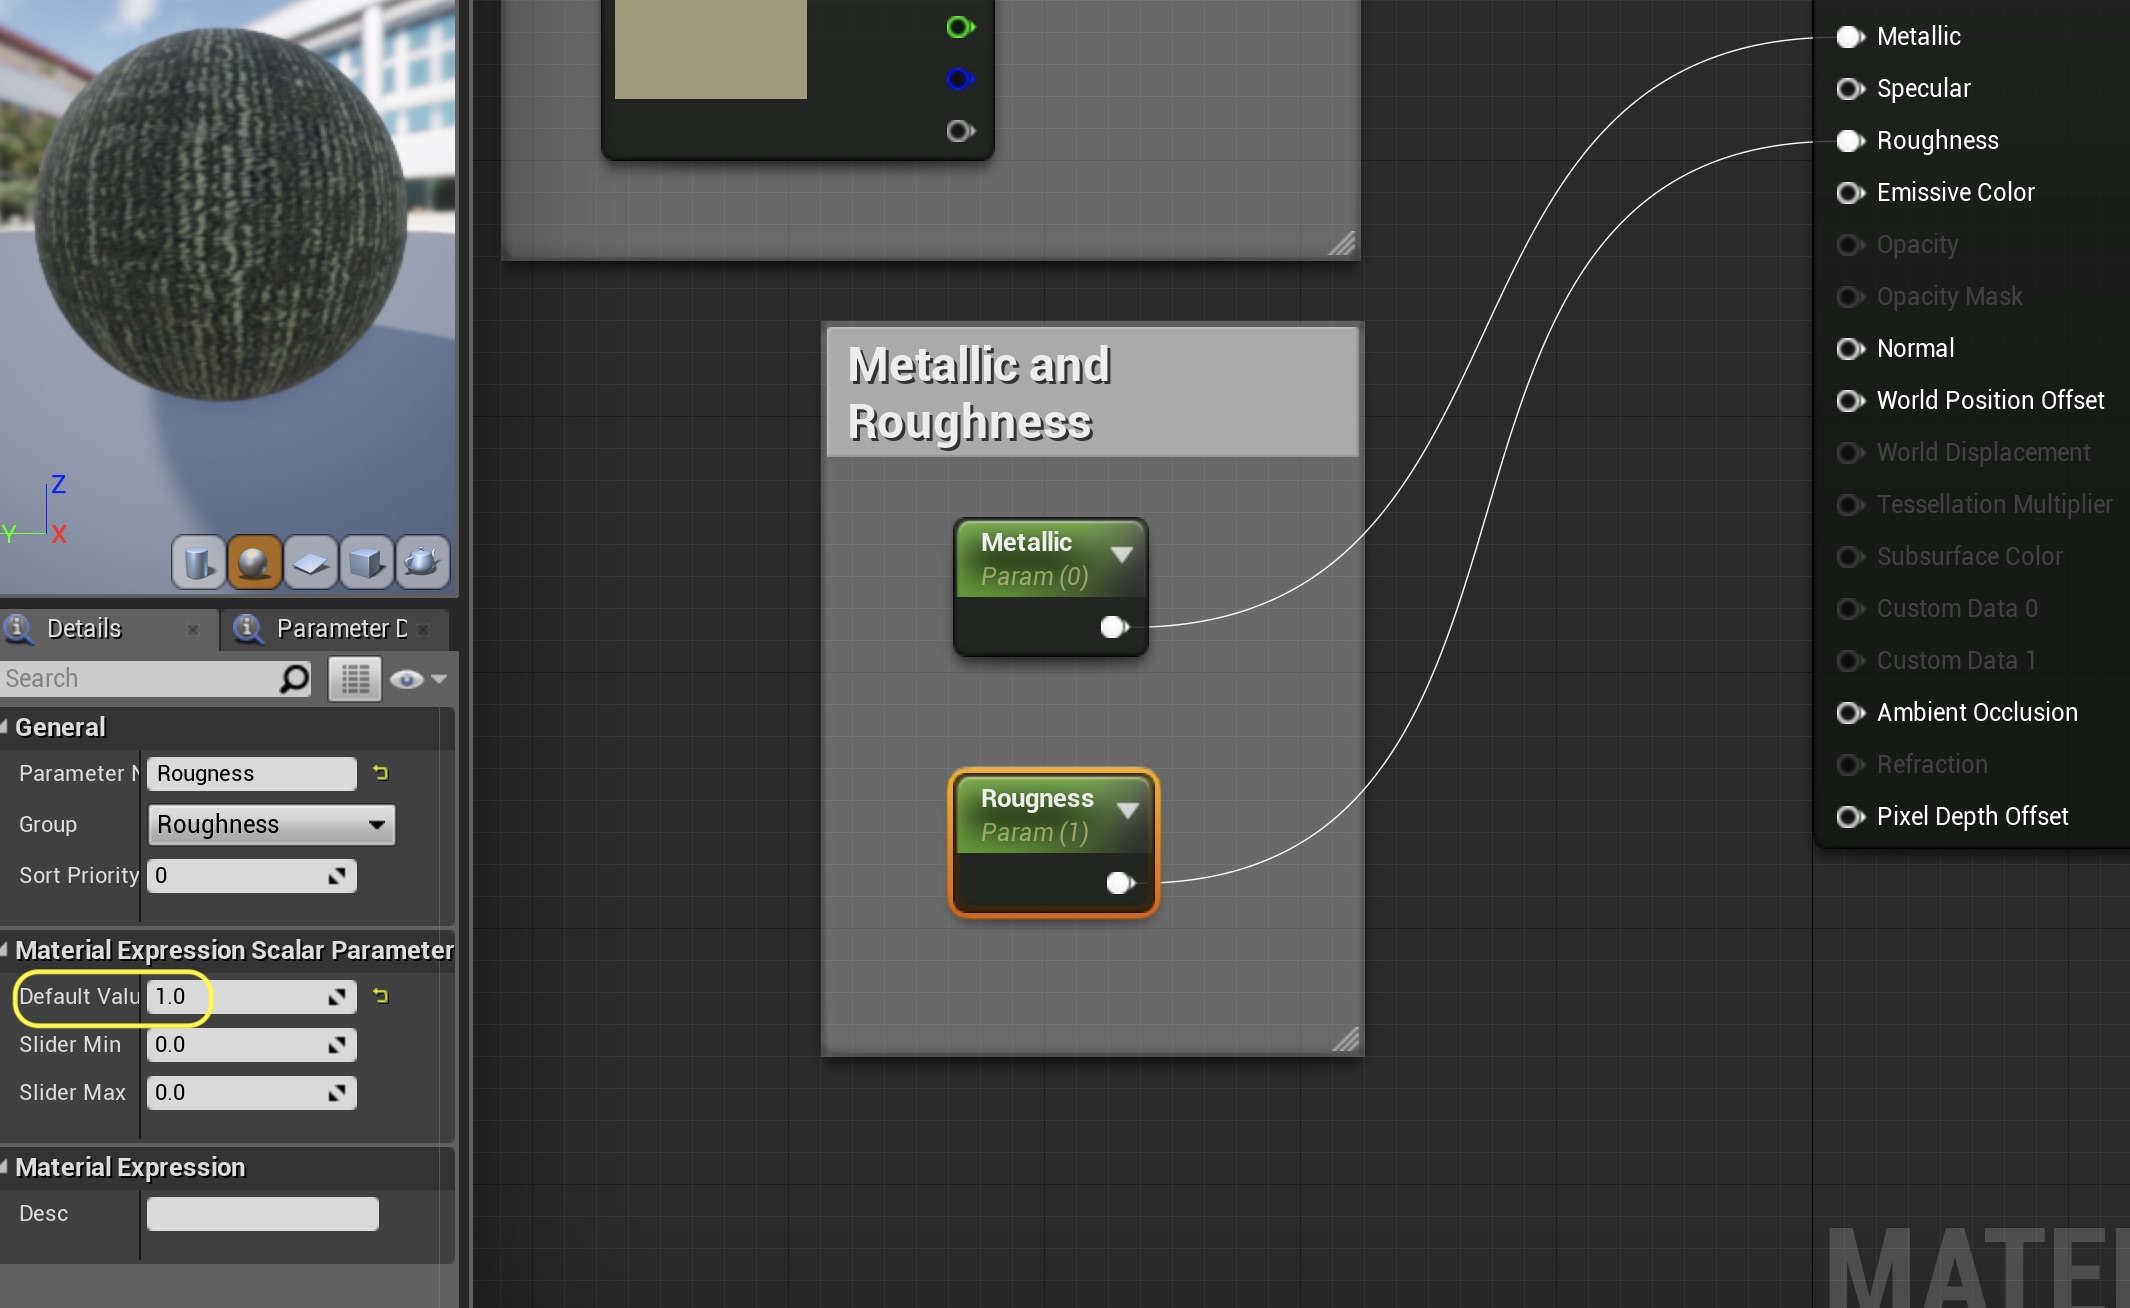 Metallic
Specular
Roughness
Emissive Color
Opacity
Opacity Mask
Normal
World Position Offset
World Displacement
Tessellation Multiplier
Subsurface Color
Custom Data 0
Custom Data 1
Ambient Occlusion
Refraction
Pixel Depth Offset
Metallic and
Roughness
Metallic
Param (0)
Rougness
Param (1)
Z
Y
X
Details
Parameter D
Search
General
Parameter N
Rougness
Group
Roughness
Sort Priority
0
Material Expression Scalar Parameter
Default Valu
1.0
Slider Min
0.0
Slider Max
0.0
Material Expression
Desc
MATE